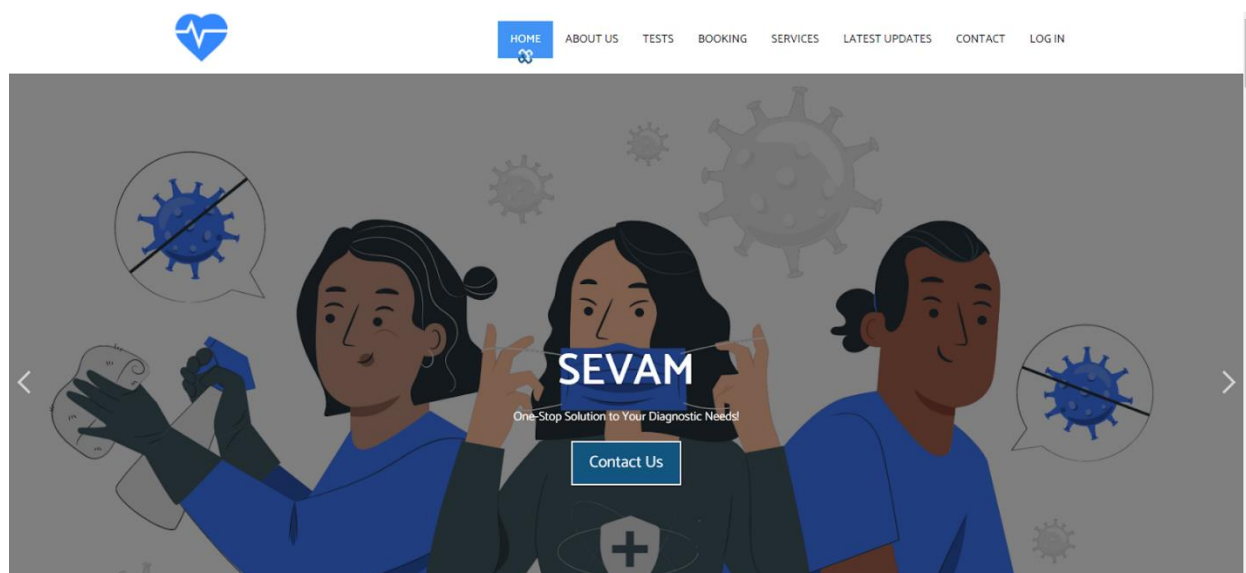 HOME ABOUT US TESTS BOOKING SERVICES LATEST UPDATES CONTACT LOG IN
SEVAM
One-Stop Solution to Your Diagnostic Needs!
Contact Us